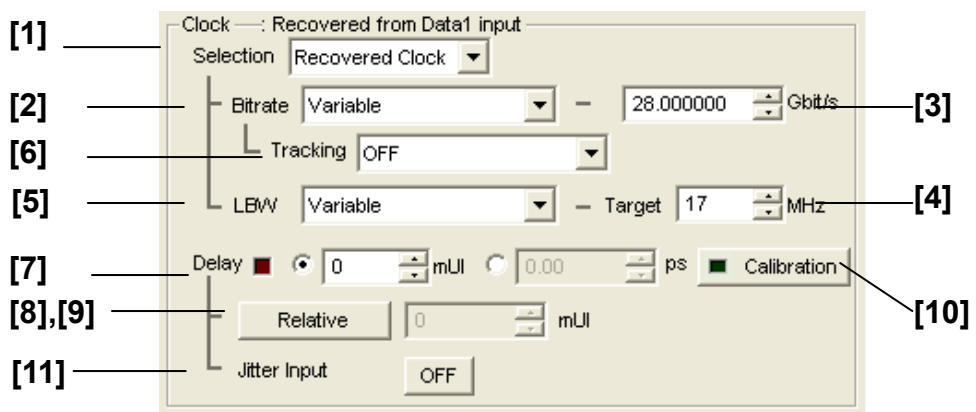 Clock : Recovered from Data1 input
[1] Selection Recovered Clock
[2] Bitrate Variable 28.000000 Gbit/s [3]
[6] Tracking OFF
[5] LBW Variable – Target 17 MHz [4]
[7] Delay 0 mUI 0.00 ps Calibration
[8],[9] Relative 0 mUI [10]
[11] Jitter Input OFF